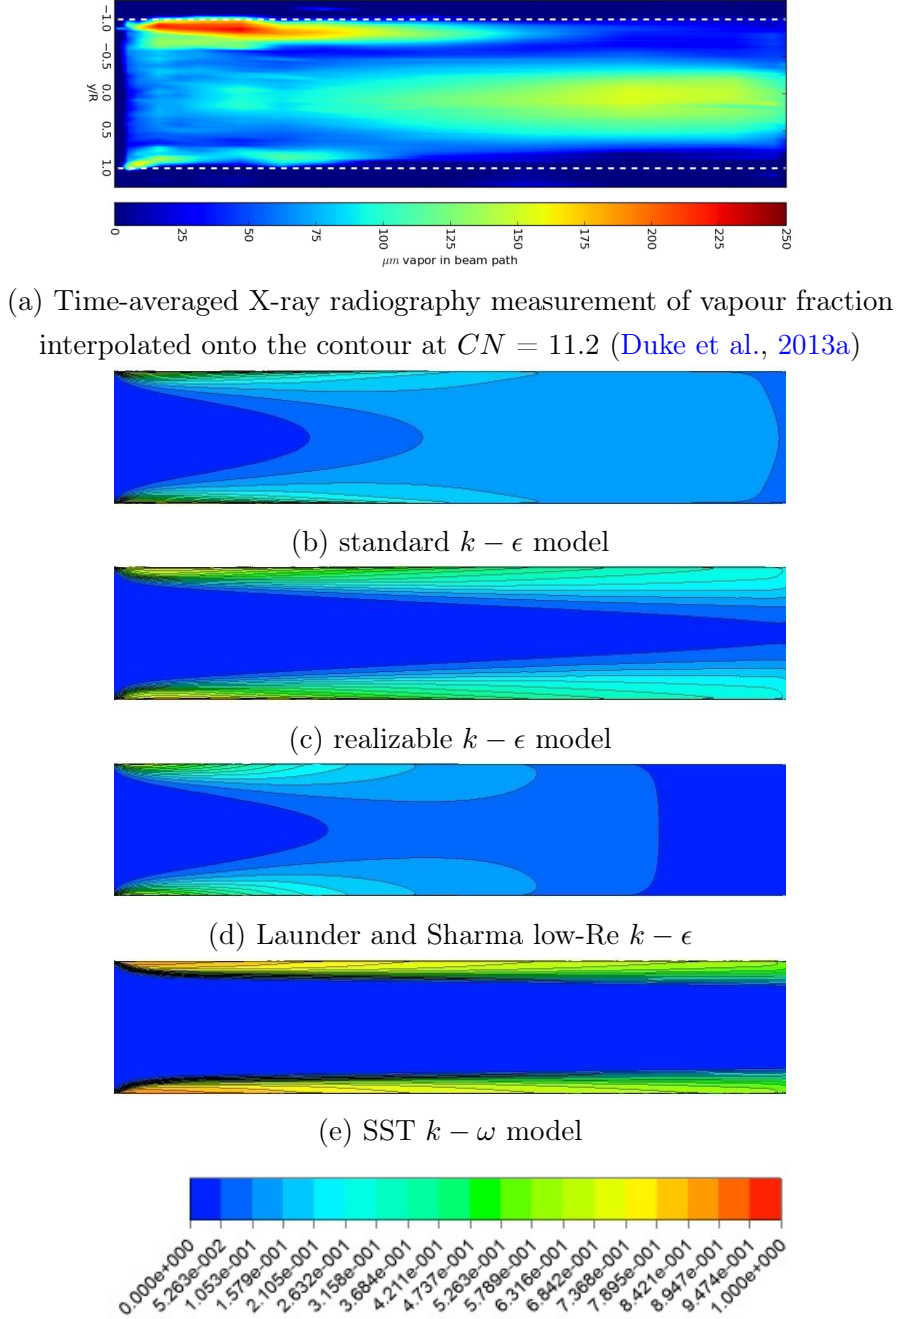 −1.0
−0.5
0.0
0.5
1.0
y/R
0 25 50 75 100 125 150 175 200 225 250
μm vapor in beam path
(a) Time-averaged X-ray radiography measurement of vapour fraction
interpolated onto the contour at CN = 11.2 (Duke et al., 2013a)
(b) standard k − ϵ model
(c) realizable k − ϵ model
(d) Launder and Sharma low-Re k − ϵ
(e) SST k − ω model
0.000e+000 5.263e-002 1.053e-001 1.579e-001 2.105e-001 2.632e-001 3.158e-001 3.684e-001 4.211e-001 4.737e-001 5.263e-001 5.789e-001 6.316e-001 6.842e-001 7.368e-001 7.895e-001 8.421e-001 8.947e-001 9.474e-001 1.000e+000